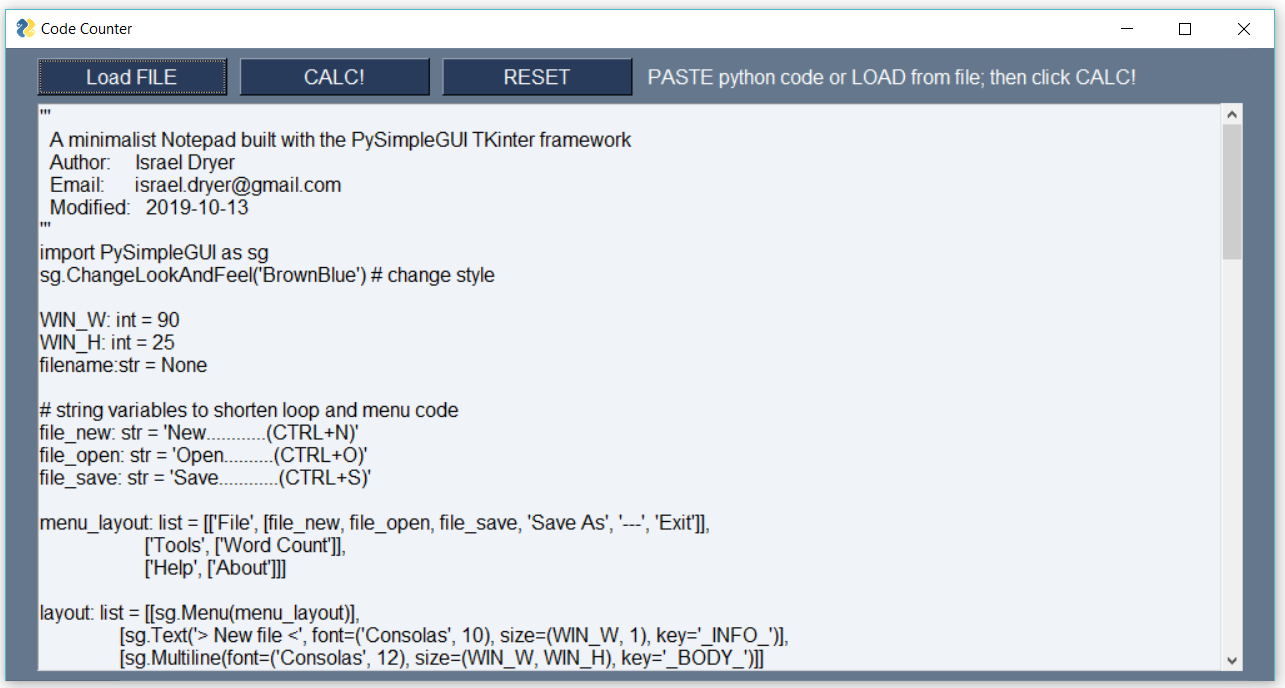 Code Counter
Load FILE CALC! RESET PASTE python code or LOAD from file; then click CALC!
'''
A minimalist Notepad built with the PySimpleGUI TKinter framework
Author: Israel Dryer
Email: israel.dryer@gmail.com
Modified: 2019-10-13
'''
import PySimpleGUI as sg
sg.ChangeLookAndFeel('BrownBlue') # change style
WIN_W: int = 90
WIN_H: int = 25
filename:str = None
# string variables to shorten loop and menu code
file_new: str = 'New............(CTRL+N)'
file_open: str = 'Open..........(CTRL+O)'
file_save: str = 'Save............(CTRL+S)'
menu_layout: list = [['File', [file_new, file_open, file_save, 'Save As', '---', 'Exit']],
['Tools', ['Word Count']],
['Help', ['About']]]
layout: list = [[sg.Menu(menu_layout)],
[sg.Text('> New file <', font=('Consolas', 10), size=(WIN_W, 1), key='_INFO_')],
[sg.Multiline(font=('Consolas', 12), size=(WIN_W, WIN_H), key='_BODY_')]]